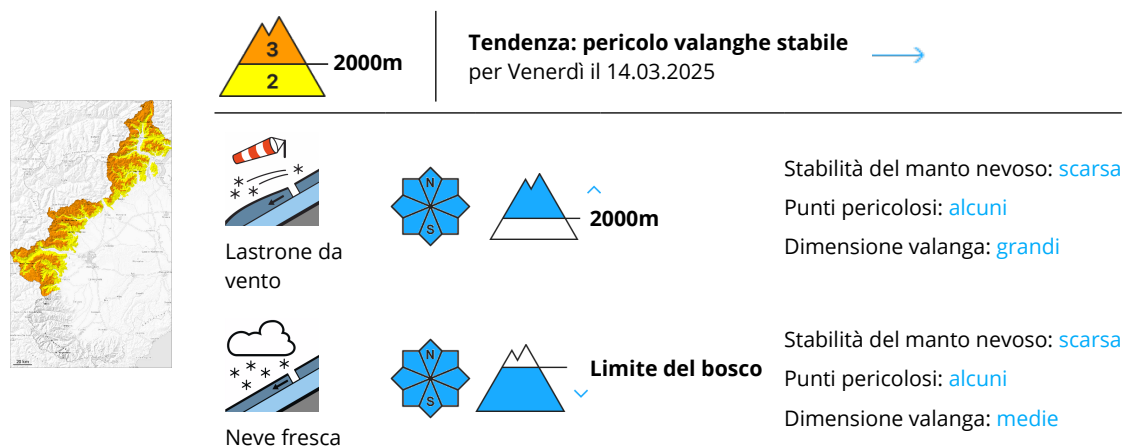 3
2000m
2
Tendenza: pericolo valanghe stabile
per Venerdì il 14.03.2025
20 km
N
S
2000m
Lastrone da
vento
Stabilità del manto nevoso: scarsa
Punti pericolosi: alcuni
Dimensione valanga: grandi
N
S
Limite del bosco
Neve fresca
Stabilità del manto nevoso: scarsa
Punti pericolosi: alcuni
Dimensione valanga: medie